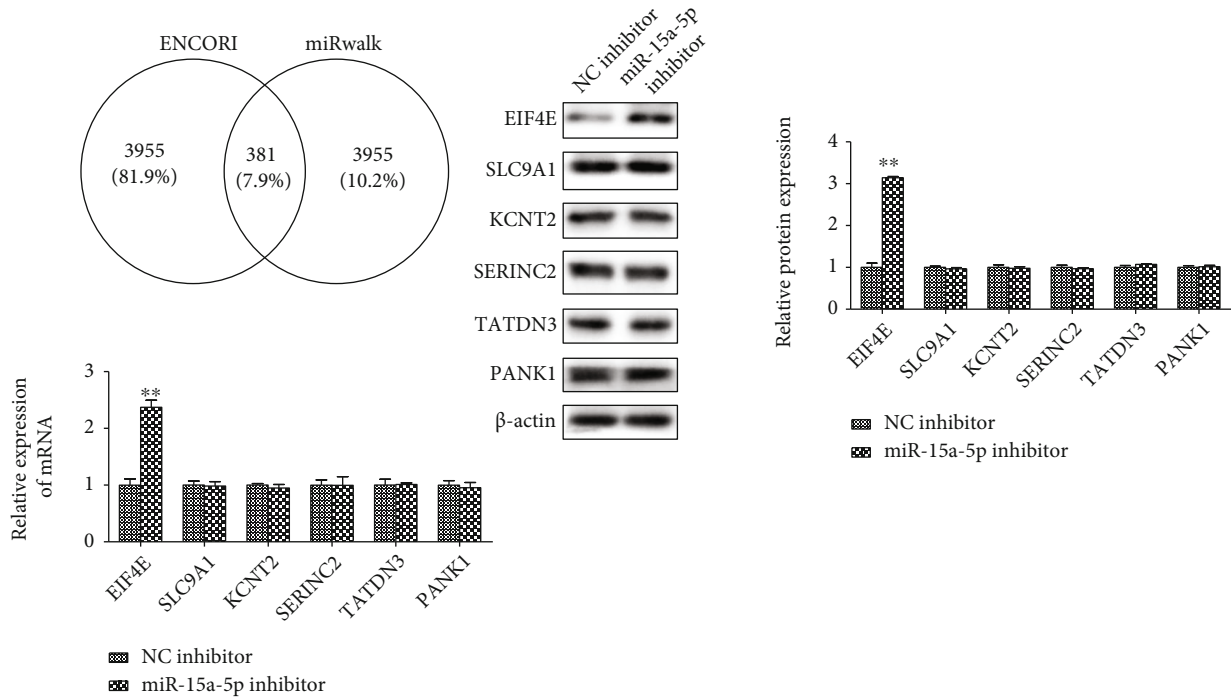 ENCORI
miRwalk
3955
(81.9%)
381
(7.9%)
3955
(10.2%)
NC inhibitor
miR-15a-5p
inhibitor
EIF4E
SLC9A1
KCNT2
SERINC2
TATDN3
PANK1
β-actin
Relative protein expression
4
3
2
1
0
**
EIF4E
SLC9A1
KCNT2
SERINC2
TATDN3
PANK1
NC inhibitor
miR-15a-5p inhibitor
Relative expression
of mRNA
3
2
1
0
**
EIF4E
SLC9A1
KCNT2
SERINC2
TATDN3
PANK1
NC inhibitor
miR-15a-5p inhibitor